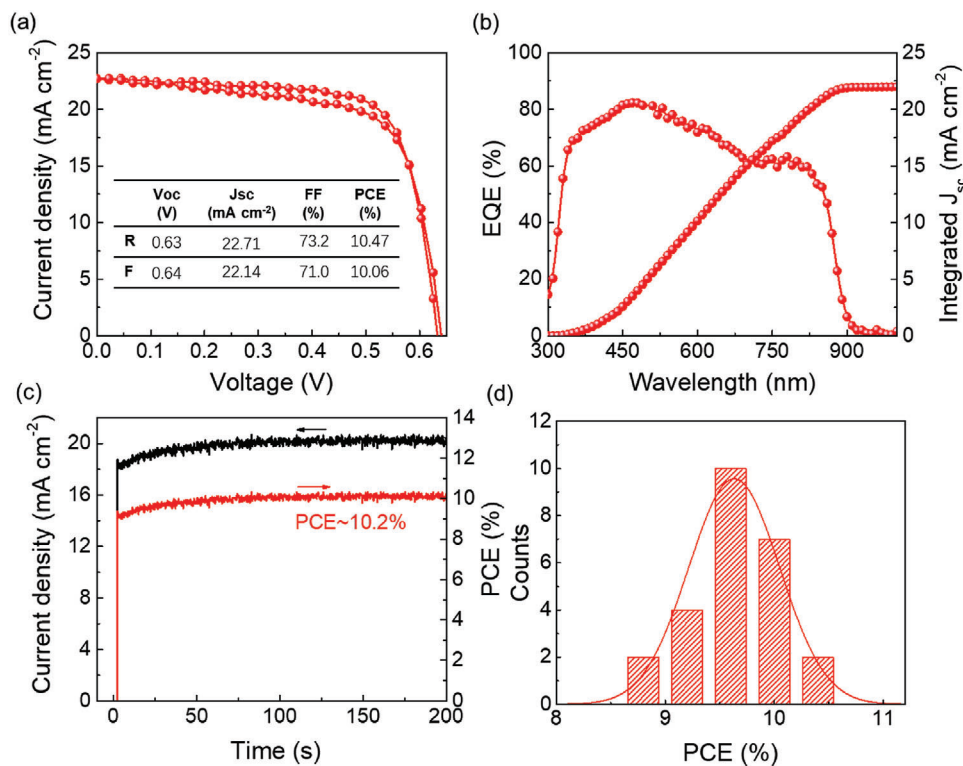 (a)
25
20
15
10
5
0
Current density (mA cm⁻²)
Voc Jsc FF PCE
(V) (mA cm⁻²) (%) (%)
R 0.63 22.71 73.2 10.47
F 0.64 22.14 71.0 10.06
0.0 0.1 0.2 0.3 0.4 0.5 0.6
Voltage (V)
(b)
100
80
60
40
20
0
EQE (%)
25
20
15
10
5
0
Integrated Jsc (mA cm⁻²)
300 450 600 750 900
Wavelength (nm)
(c)
20
16
12
8
4
0
Current density (mA cm⁻²)
PCE~10.2%
14
12
10
8
6
4
2
0
PCE (%)
0 25 50 75 100 125 150 175 200
Time (s)
(d)
12
10
8
6
4
2
0
Counts
8 9 10 11
PCE (%)